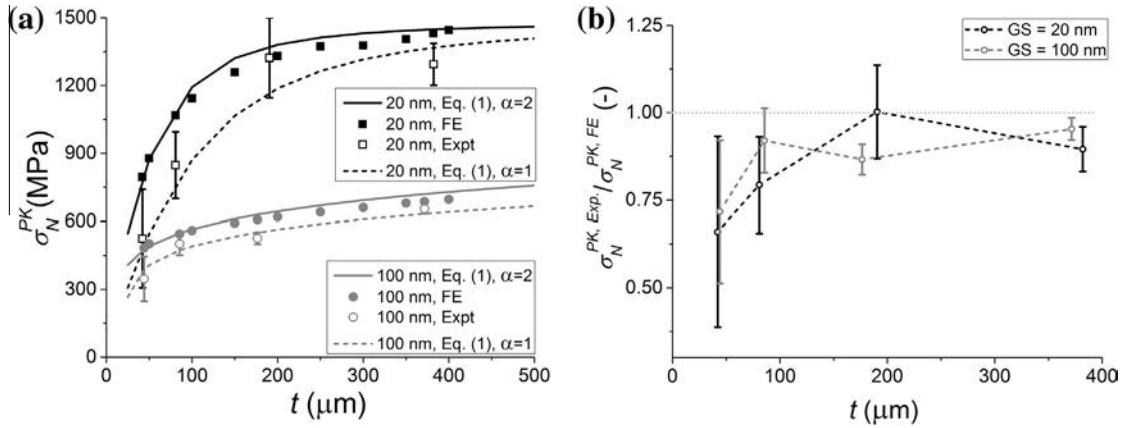 (a)
1500
1200
900
600
300
0
σ_N^PK (MPa)
20 nm, Eq. (1), α=2
20 nm, FE
20 nm, Expt
20 nm, Eq. (1), α=1
100 nm, Eq. (1), α=2
100 nm, FE
100 nm, Expt
100 nm, Eq. (1), α=1
0 100 200 300 400 500
t (μm)
(b)
1.25
1.00
0.75
0.50
σ_N^PK, Exp./σ_N^PK, FE (-)
GS = 20 nm
GS = 100 nm
0 100 200 300 400
t (μm)